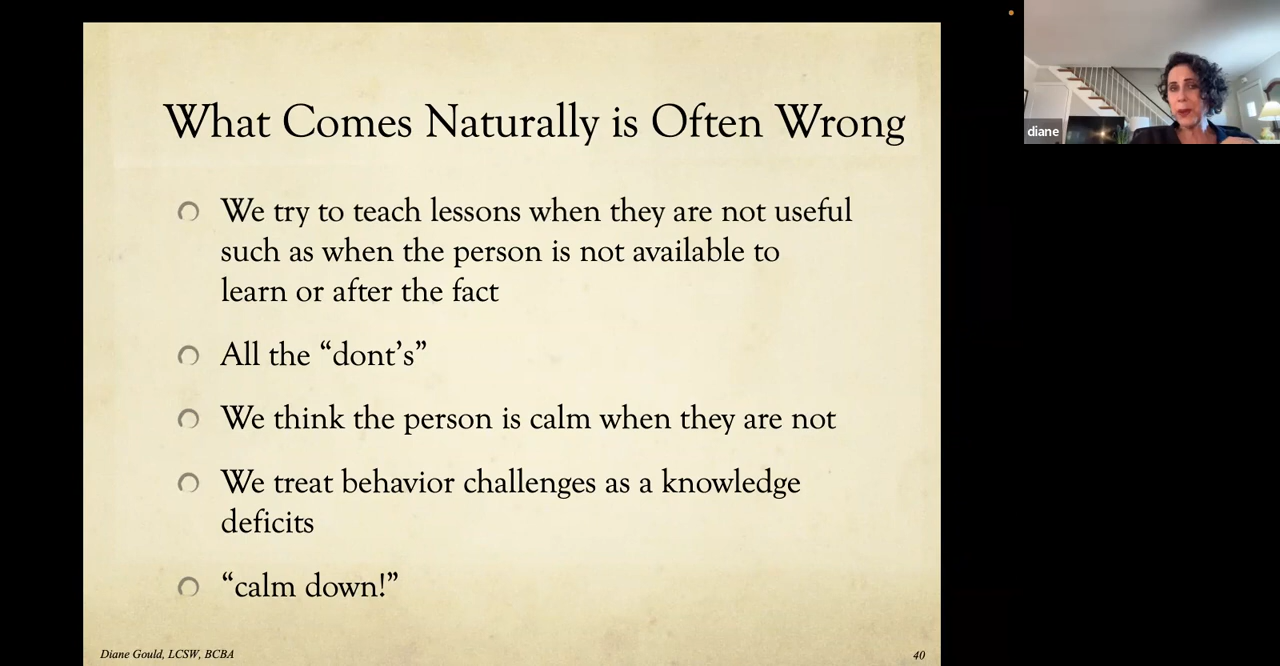 What Comes Naturally is Often Wrong
We try to teach lessons when they are not useful
such as when the person is not available to
learn or after the fact
All the “dont’s”
We think the person is calm when they are not
We treat behavior challenges as a knowledge
deficits
“calm down!”
Diane Gould, LCSW, BCBA
40
diane